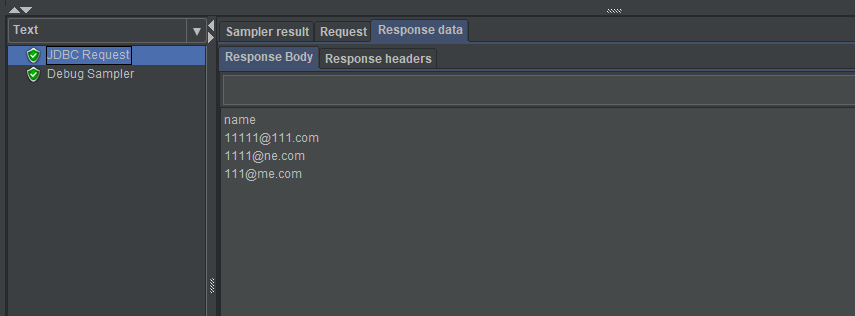 Text
Sampler result Request Response data
JDBC Request
Response Body Response headers
Debug Sampler
name
11111@111.com
1111@ne.com
111@me.com